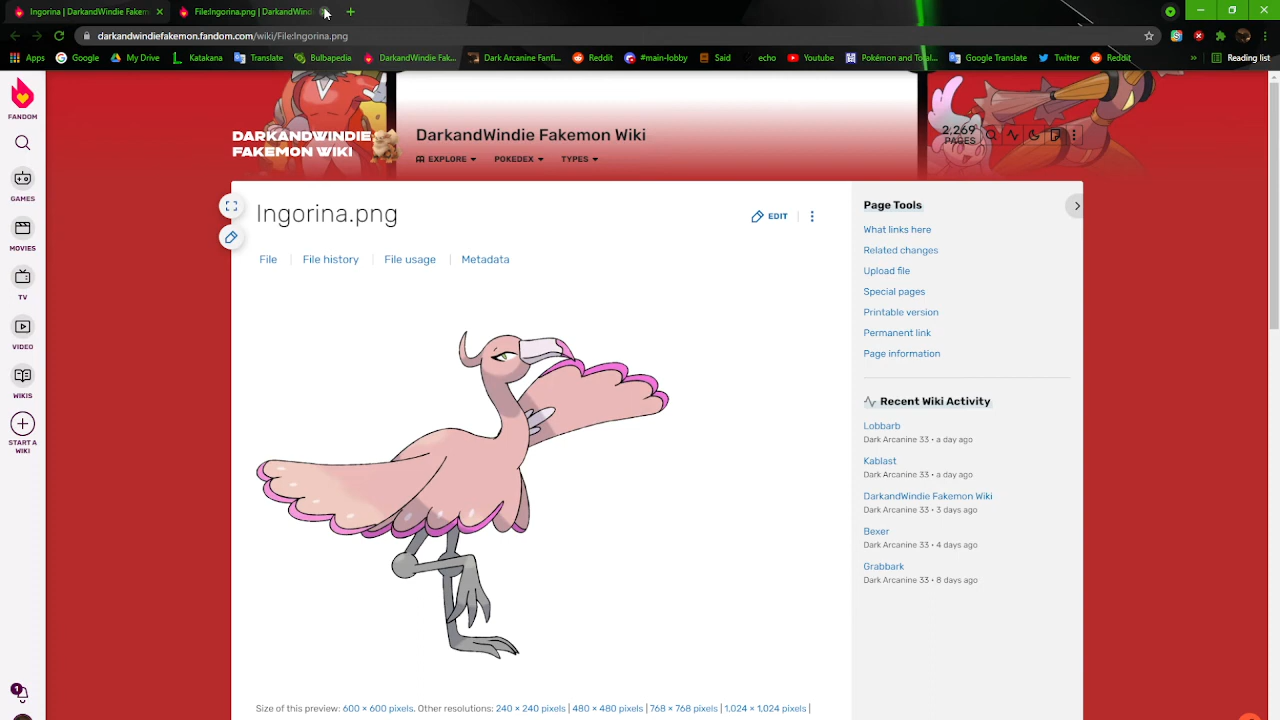 Ingorina | DarkandWindie Fakemon
File:Ingorina.png | DarkandWindie
darkandwindiefakemon.fandom.com/wiki/File:Ingorina.png
Apps Google My Drive Katakana Translate Bulbapedia DarkandWindie Fak... Dark Arcanine Fanfi... Reddit #main-lobby Said echo Youtube Pokémon and Total... Google Translate Twitter Reddit » Reading list
FANDOM
GAMES
MOVIES
TV
VIDEO
WIKIS
START A
WIKI
1
DARKANDWINDIE
FAKEMON WIKI
DarkandWindie Fakemon Wiki
EXPLORE POKEDEX TYPES
2,269
PAGES
Ingorina.png
EDIT
File File history File usage Metadata
Size of this preview: 600 × 600 pixels. Other resolutions: 240 × 240 pixels | 480 × 480 pixels | 768 × 768 pixels | 1,024 × 1,024 pixels |
Page Tools
What links here
Related changes
Upload file
Special pages
Printable version
Permanent link
Page information
Recent Wiki Activity
Lobbarb
Dark Arcanine 33 • a day ago
Kablast
Dark Arcanine 33 • a day ago
DarkandWindie Fakemon Wiki
Dark Arcanine 33 • 3 days ago
Bexer
Dark Arcanine 33 • 4 days ago
Grabbark
Dark Arcanine 33 • 8 days ago